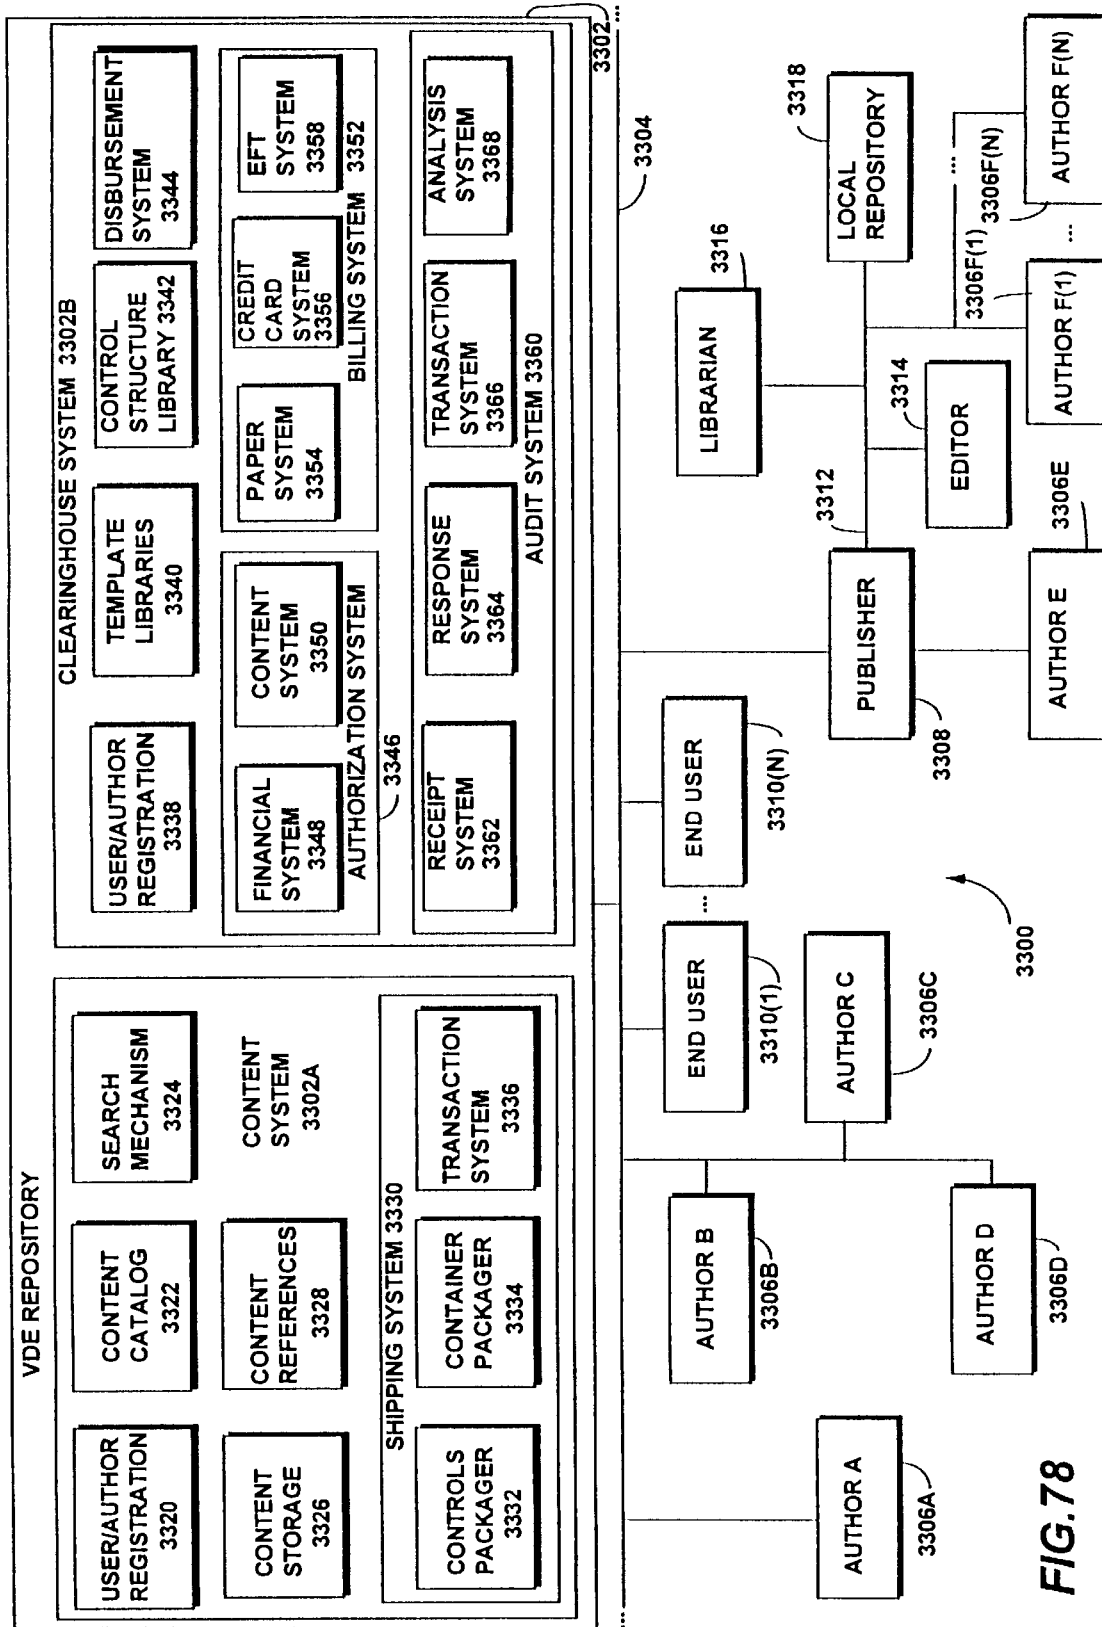 VDE REPOSITORY
USER/AUTHOR
REGISTRATION
3320
CONTENT
CATALOG
3322
SEARCH
MECHANISM
3324
CONTENT
STORAGE
3326
CONTENT
REFERENCES
3328
CONTENT
SYSTEM
3302A
SHIPPING SYSTEM 3330
CONTROLS
PACKAGER
3332
CONTAINER
PACKAGER
3334
TRANSACTION
SYSTEM
3336
CLEARINGHOUSE SYSTEM 3302B
USER/AUTHOR
REGISTRATION
3338
TEMPLATE
LIBRARIES
3340
CONTROL
STRUCTURE
LIBRARY 3342
DISBURSEMENT
SYSTEM
3344
FINANCIAL
SYSTEM
3348
CONTENT
SYSTEM
3350
AUTHORIZATION SYSTEM
3346
PAPER
SYSTEM
3354
CREDIT
CARD
SYSTEM
3356
EFT
SYSTEM
3358
BILLING SYSTEM 3352
RECEIPT
SYSTEM
3362
RESPONSE
SYSTEM
3364
TRANSACTION
SYSTEM
3366
ANALYSIS
SYSTEM
3368
AUDIT SYSTEM 3360
3302
...
...
3304
AUTHOR A
3306A
AUTHOR B
3306B
AUTHOR C
3306C
AUTHOR D
3306D
END USER
3310(1)
...
END USER
3310(N)
3300
PUBLISHER
3308
3312
AUTHOR E
3306E
EDITOR
3314
LIBRARIAN
3316
LOCAL
REPOSITORY
3318
AUTHOR F(1)
3306F(1)
...
...
AUTHOR F(N)
3306F(N)
FIG.78